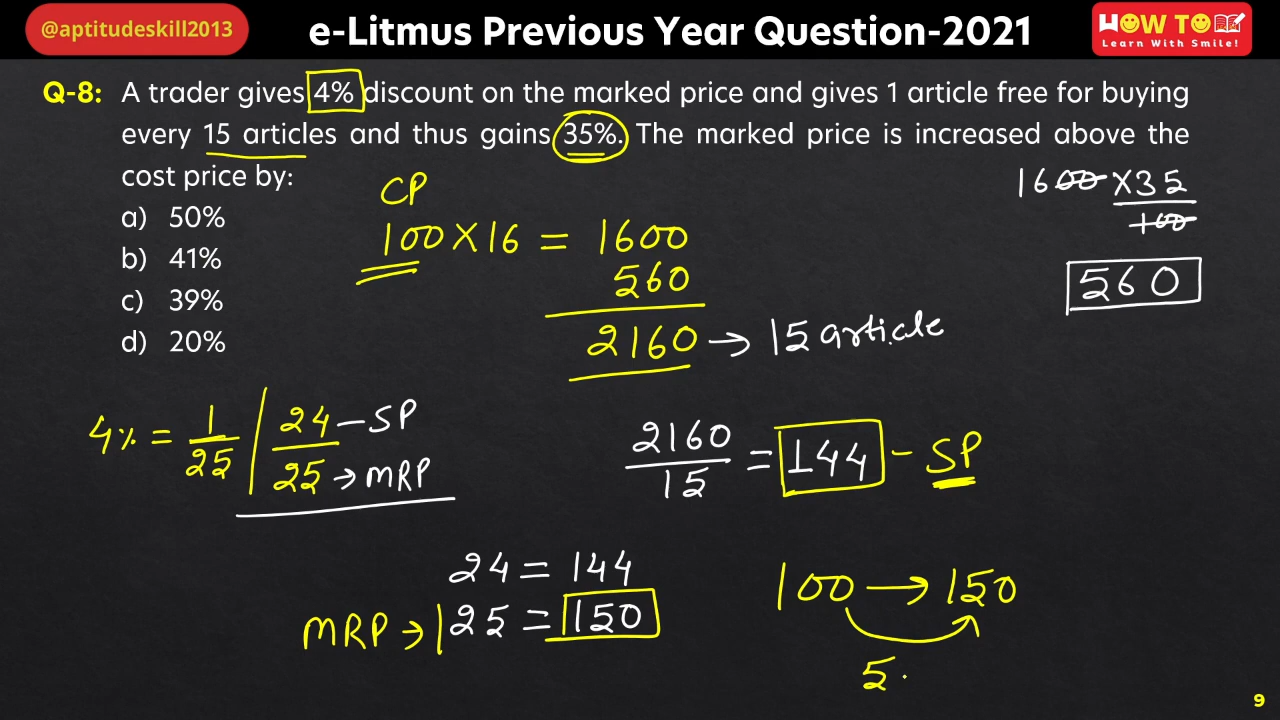 @aptitudeskill2013
e-Litmus Previous Year Question-2021
HOW TO
Learn With Smile!
Q-8: A trader gives 4% discount on the marked price and gives 1 article free for buying
every 15 articles and thus gains 35%. The marked price is increased above the
cost price by:
a) 50%
b) 41%
c) 39%
d) 20%
CP
100 X 16 = 1600
560
2160 → 15 article
1600 X 35
100
560
4% = 1/25 | 24 – SP
25 → MRP
2160/15 = 144 – SP
24 = 144
MRP → 25 = 150
100 → 150
5.
9